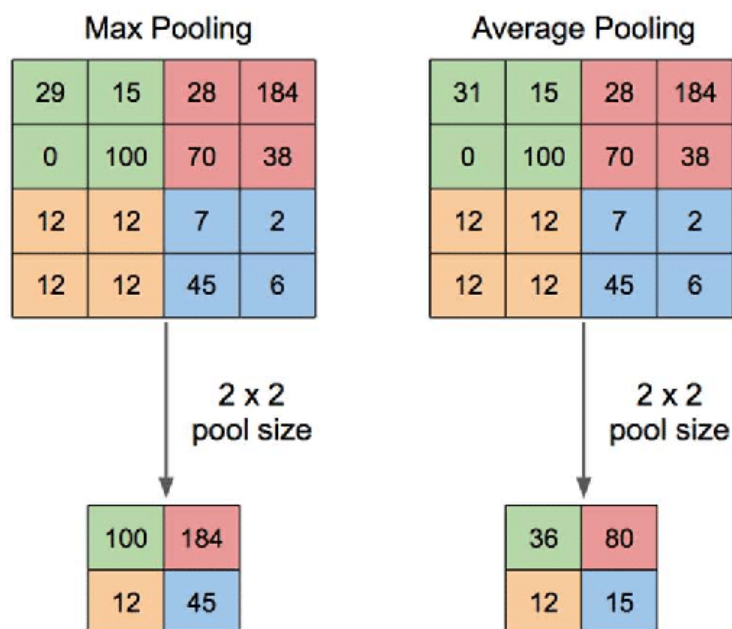 Max Pooling
29 15 28 184
0 100 70 38
12 12 7 2
12 12 45 6
2 x 2
pool size
100 184
12 45
Average Pooling
31 15 28 184
0 100 70 38
12 12 7 2
12 12 45 6
2 x 2
pool size
36 80
12 15